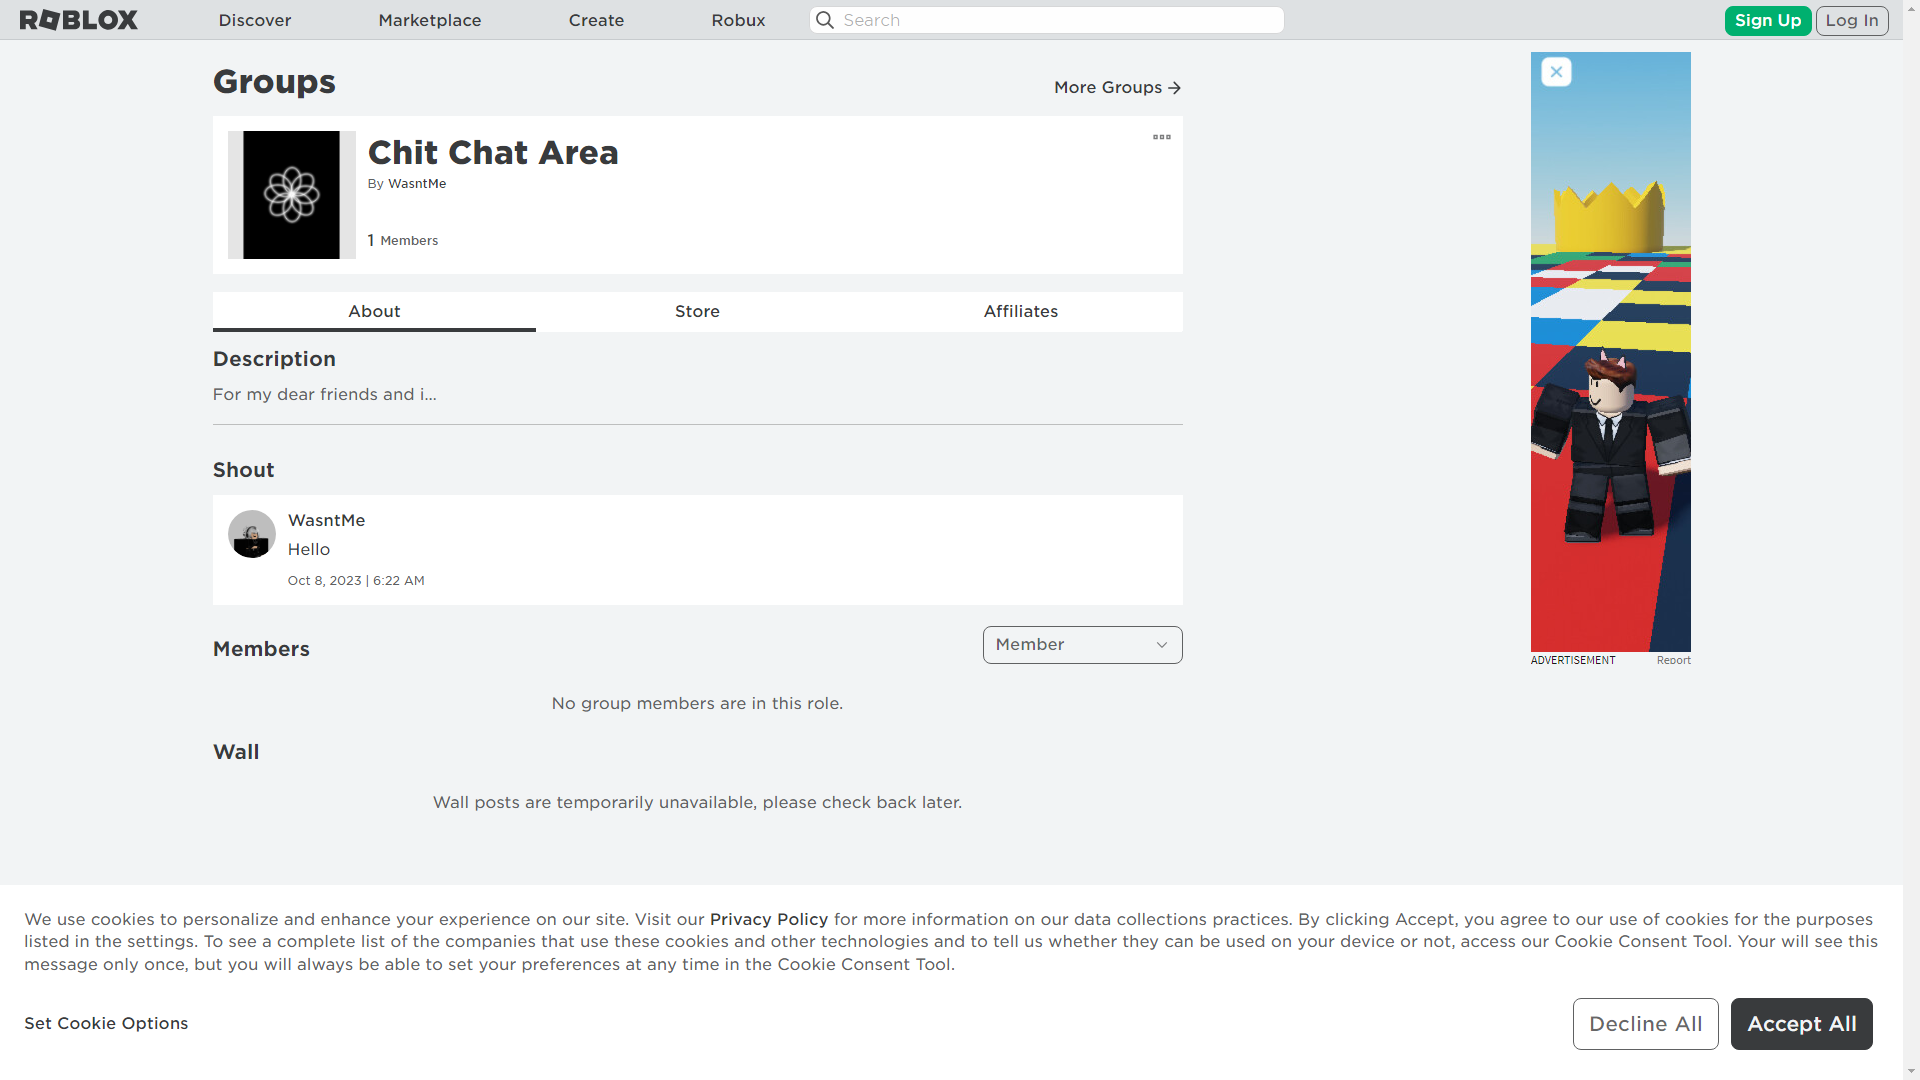 ROBLOX Discover Marketplace Create Robux Search Sign Up Log In
Groups
More Groups
Chit Chat Area
By WasntMe
1 Members
About Store Affiliates
Description
For my dear friends and i...
Shout
WasntMe
Hello
Oct 8, 2023 | 6:22 AM
Members
Member
No group members are in this role.
Wall
Wall posts are temporarily unavailable, please check back later.
ADVERTISEMENT Report
We use cookies to personalize and enhance your experience on our site. Visit our Privacy Policy for more information on our data collections practices. By clicking Accept, you agree to our use of cookies for the purposes
listed in the settings. To see a complete list of the companies that use these cookies and other technologies and to tell us whether they can be used on your device or not, access our Cookie Consent Tool. Your will see this
message only once, but you will always be able to set your preferences at any time in the Cookie Consent Tool.
Set Cookie Options
Decline All
Accept All